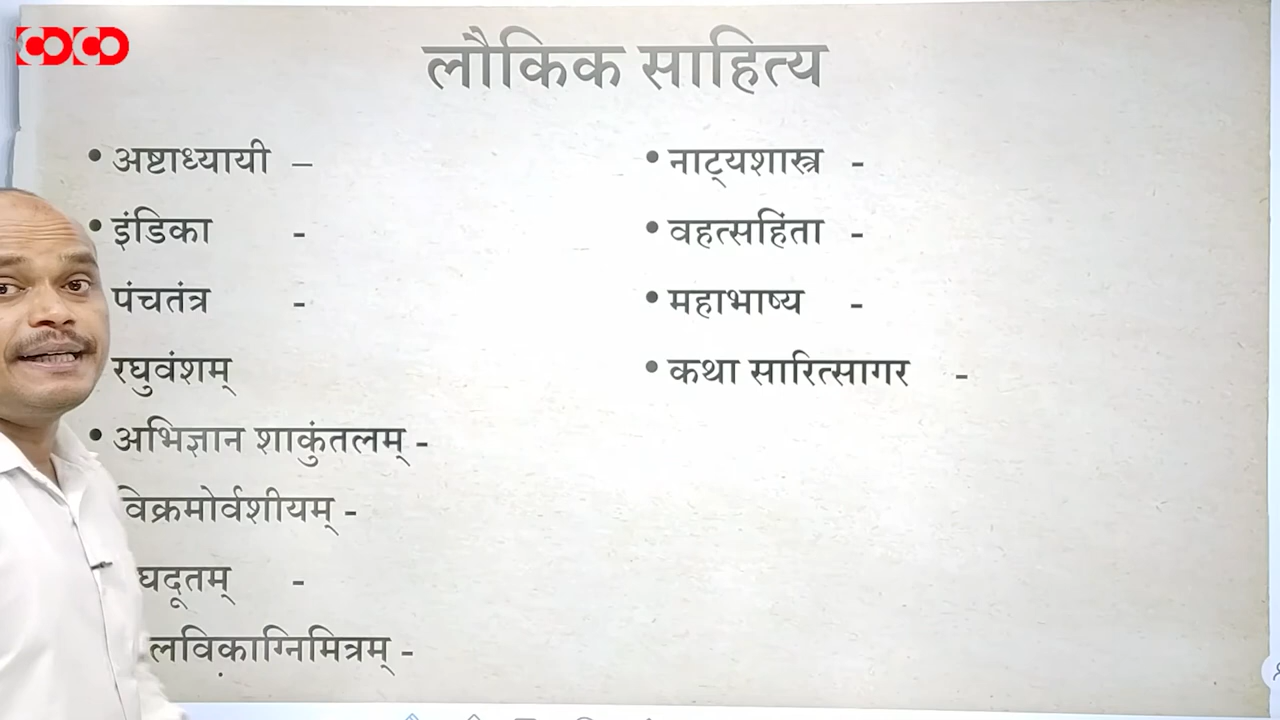 COCO
लौकिक साहित्य
• अष्टाध्यायी –
• इंडिका -
पंचतंत्र -
रघुवंशम्
• अभिज्ञान शाकुंतलम् -
विक्रमोर्वशीयम् -
घदूतम् -
लविकाग्निमित्रम् -
• नाट्यशास्त्र -
• वहत्सहिंता -
• महाभाष्य -
• कथा सारित्सागर -